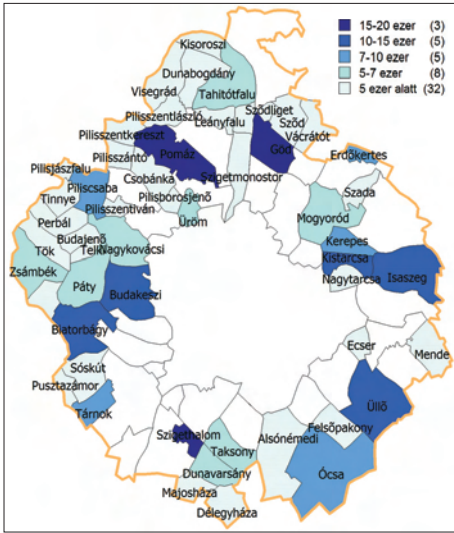 15-20 ezer (3)
10-15 ezer (5)
7-10 ezer (5)
5-7 ezer (8)
5 ezer alatt (32)
Kisoroszi
Dunabogdány
Visegrád
Tahitótfalu
Pilisszentlászló
Leányfalu
Sződliget
Sződ
Vácrátót
Pilisszentkereszt
Pomáz
Göd
Erdőkertes
Pilisszántó
Pilisjászfalu
Csobánka
Szigetmonostor
Piliscsaba
Pilisborosjenő
Szada
Tinnye
Pilisszentiván
Üröm
Mogyoród
Perbál
Budajenő
Kerepes
Tök
Telki
Nagykovácsi
Kistarcsa
Zsámbék
Isaszeg
Páty
Budakeszi
Nagytarcsa
Biatorbágy
Ecser
Mende
Sóskút
Pusztazámor
Üllő
Tárnok
Felsőpakony
Szigethalom
Alsónémedi
Taksony
Dunavarsány
Ócsa
Majosháza
Délegyháza